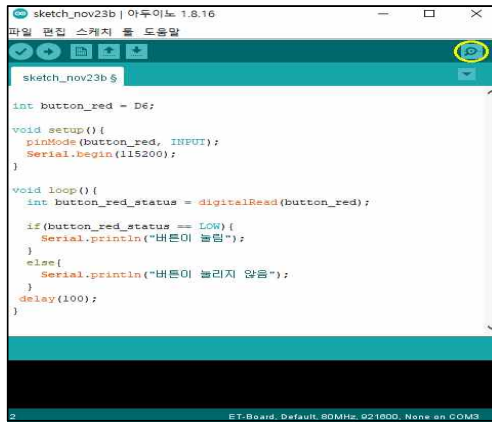 sketch_nov23b | 아두이노 1.8.16
파일 편집 스케치 툴 도움말
sketch_nov23b §
int button_red = D6;
void setup(){
pinMode(button_red, INPUT);
Serial.begin(115200);
}
void loop(){
int button_red_status = digitalRead(button_red);
if(button_red_status == LOW){
Serial.println("버튼이 눌림");
}
else{
Serial.println("버튼이 눌리지 않음");
}
delay(100);
}
2 ET-Board, Default, 80MHz, 921600, None on COM3